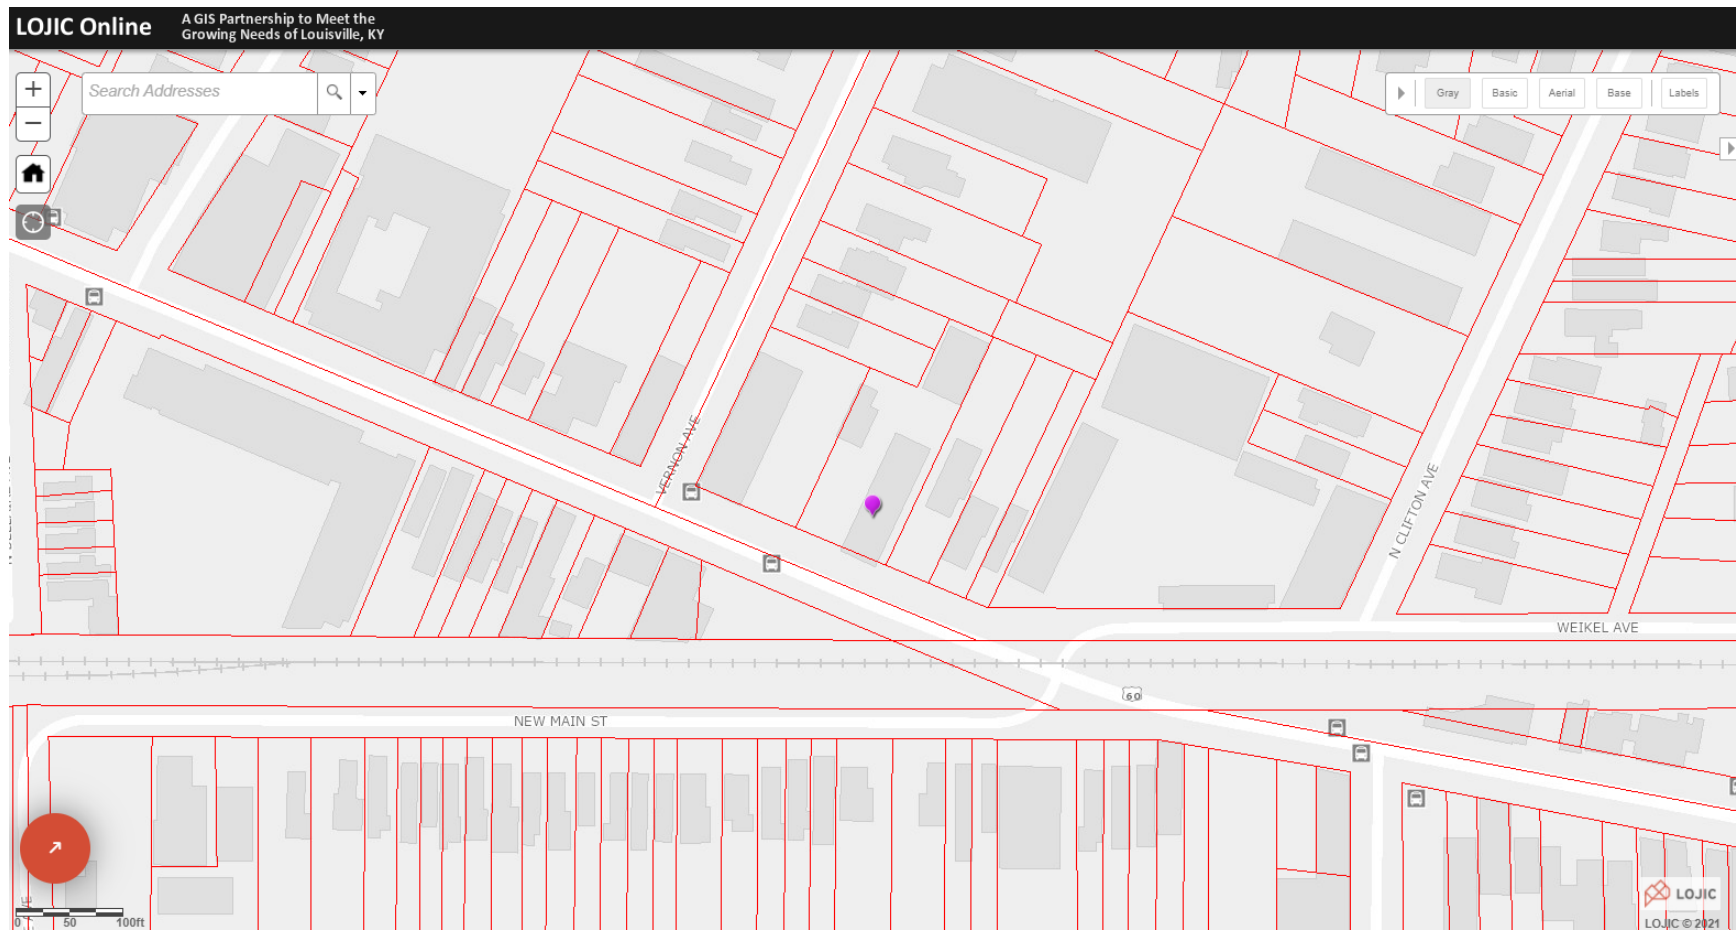 LOJIC Online
A GIS Partnership to Meet the
Growing Needs of Louisville, KY
+
Search Addresses
Gray
Basic
Aerial
Base
Labels
−
VERNON AVE
N CLIFTON AVE
WEIKEL AVE
60
NEW MAIN ST
AVE
0 50 100ft
LOJIC
LOJIC © 2021